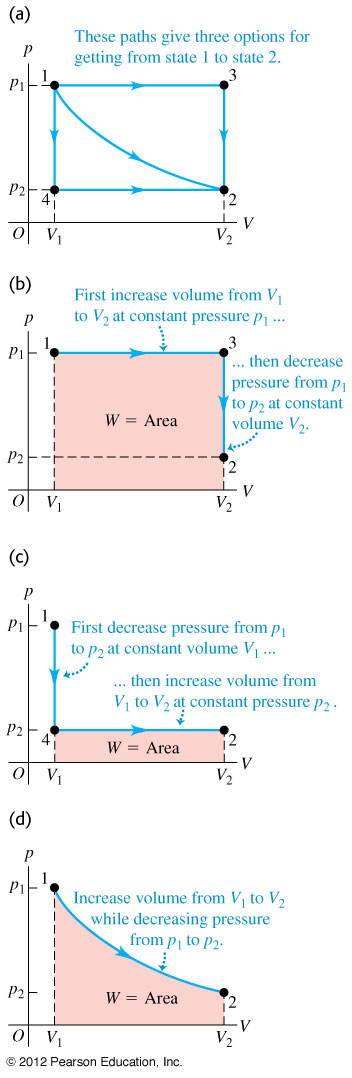 (a)
These paths give three options for
getting from state 1 to state 2.
p
p₁ 1 3
p₂ 4 2
O V₁ V₂ V
(b)
First increase volume from V₁
to V₂ at constant pressure p₁ ...
p
p₁ 1 3
... then decrease
pressure from p₁
to p₂ at constant
volume V₂.
W = Area
p₂ 2
O V₁ V₂ V
(c)
p
p₁ 1
First decrease pressure from p₁
to p₂ at constant volume V₁ ...
... then increase volume from
V₁ to V₂ at constant pressure p₂ .
p₂ 4 2
W = Area
O V₁ V₂ V
(d)
p
p₁ 1
Increase volume from V₁ to V₂
while decreasing pressure
from p₁ to p₂.
p₂ 2
W = Area
O V₁ V₂ V
© 2012 Pearson Education, Inc.